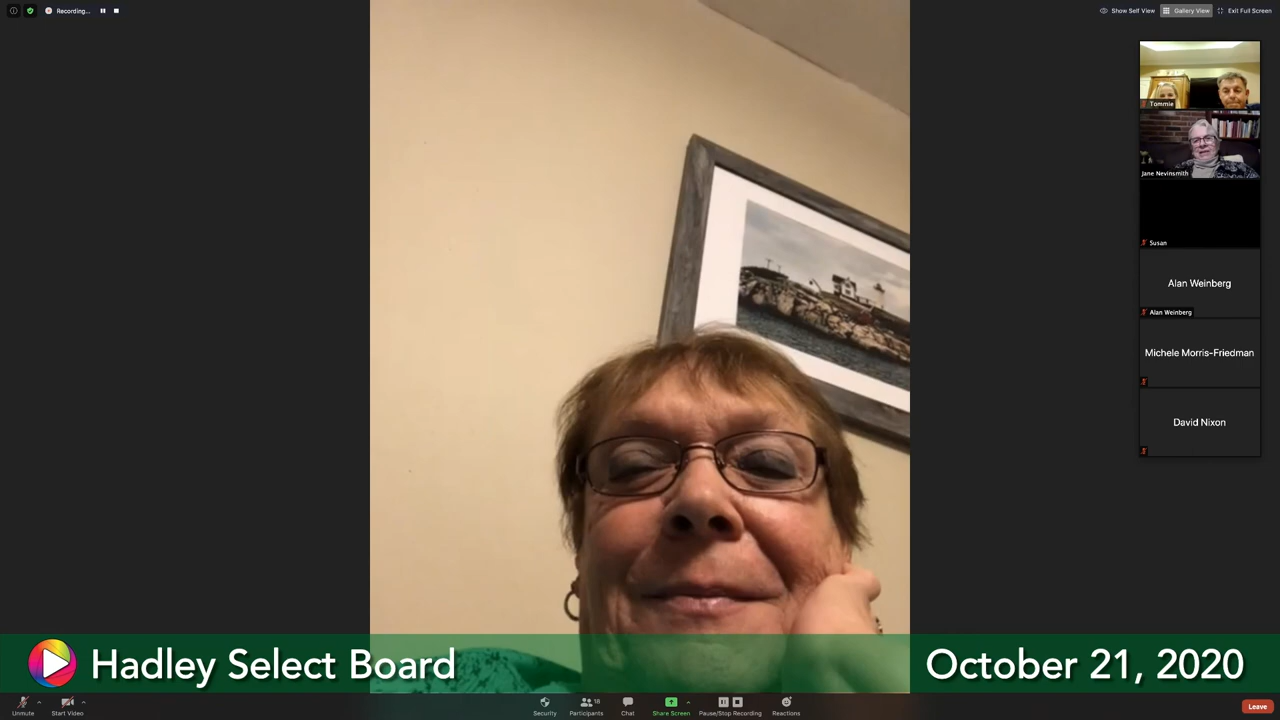 Recording...
Show Self View
Gallery View
Exit Full Screen
Tommie
Jane Nevinsmith
Susan
Alan Weinberg
Alan Weinberg
Michele Morris-Friedman
David Nixon
Hadley Select Board
October 21, 2020
Unmute
Start Video
Security
Participants
18
Chat
Share Screen
Pause/Stop Recording
Reactions
Leave